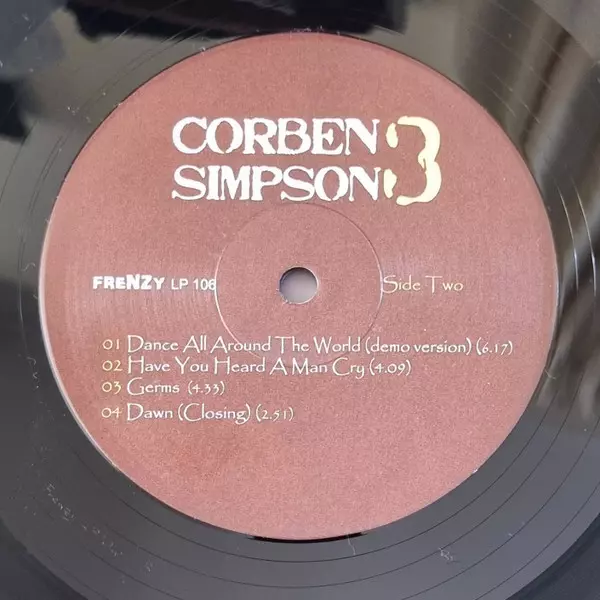 CORBEN 3
SIMPSON
FRENZY LP 106
Side Two
01 Dance All Around The World (demo version) (6.17)
02 Have You Heard A Man Cry (4.09)
03 Germs (4.33)
04 Dawn (Closing) (2.51)